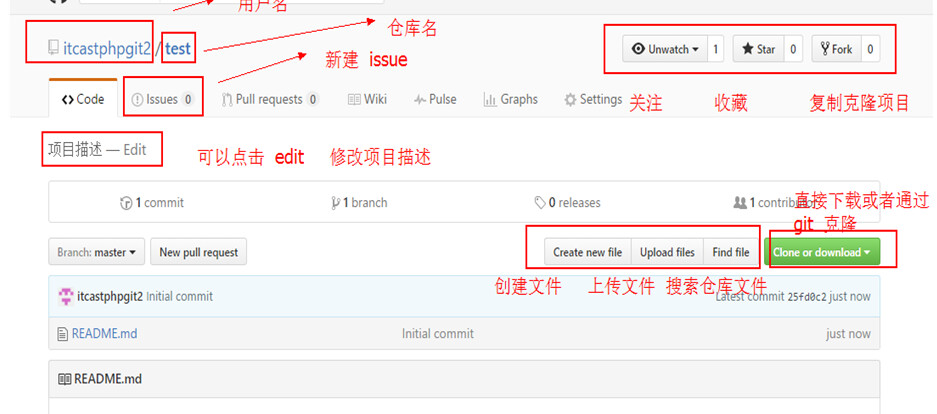 用户名
仓库名
itcastphpgit2 / test
Unwatch 1 Star 0 Fork 0
新建 issue
Code Issues 0 Pull requests 0 Wiki Pulse Graphs Settings
关注 收藏 复制克隆项目
项目描述 — Edit
可以点击 edit 修改项目描述
1 commit 1 branch 0 releases 1 contributor
直接下载或者通过
git 克隆
Branch: master New pull request Create new file Upload files Find file Clone or download
创建文件 上传文件 搜索仓库文件
itcastphpgit2 Initial commit Latest commit 25fd0c2 just now
README.md Initial commit just now
README.md